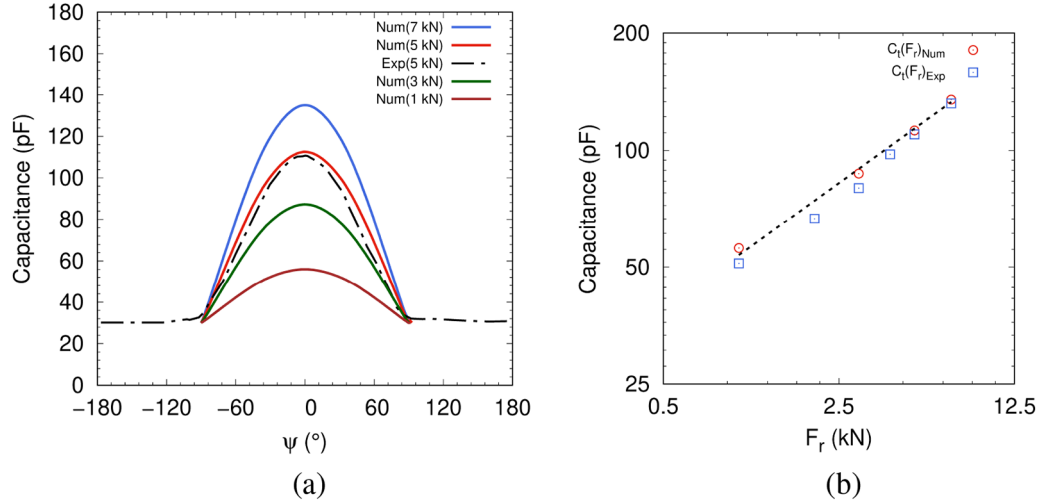 180
160
140
120
100
80
60
40
20
0
Capacitance (pF)
Num(7 kN)
Num(5 kN)
Exp(5 kN)
Num(3 kN)
Num(1 kN)
−180 −120 −60 0 60 120 180
ψ (°)
(a)
200
100
50
25
Capacitance (pF)
Ct(Fr)Num
Ct(Fr)Exp
0.5 2.5 12.5
Fr (kN)
(b)